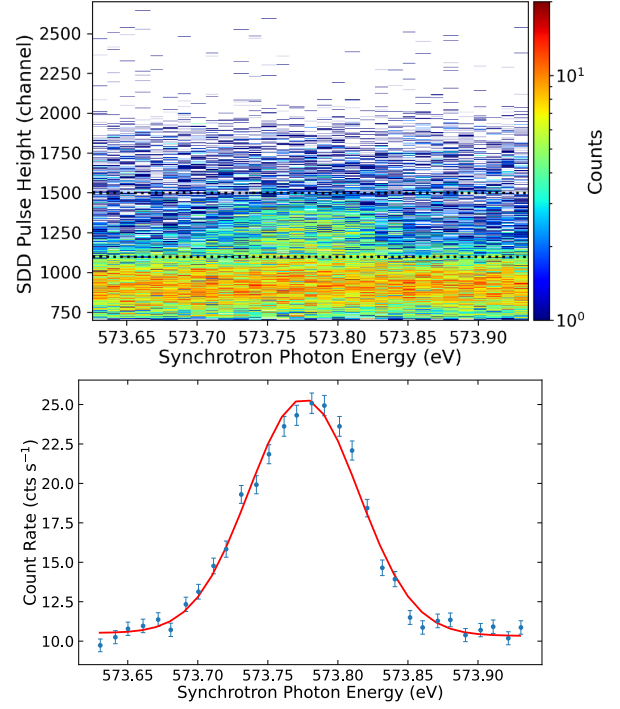 2500
2250
2000
1750
1500
1250
1000
750
SDD Pulse Height (channel)
573.65 573.70 573.75 573.80 573.85 573.90
Synchrotron Photon Energy (eV)
10¹
10⁰
Counts
25.0
22.5
20.0
17.5
15.0
12.5
10.0
Count Rate (cts s⁻¹)
573.65 573.70 573.75 573.80 573.85 573.90
Synchrotron Photon Energy (eV)